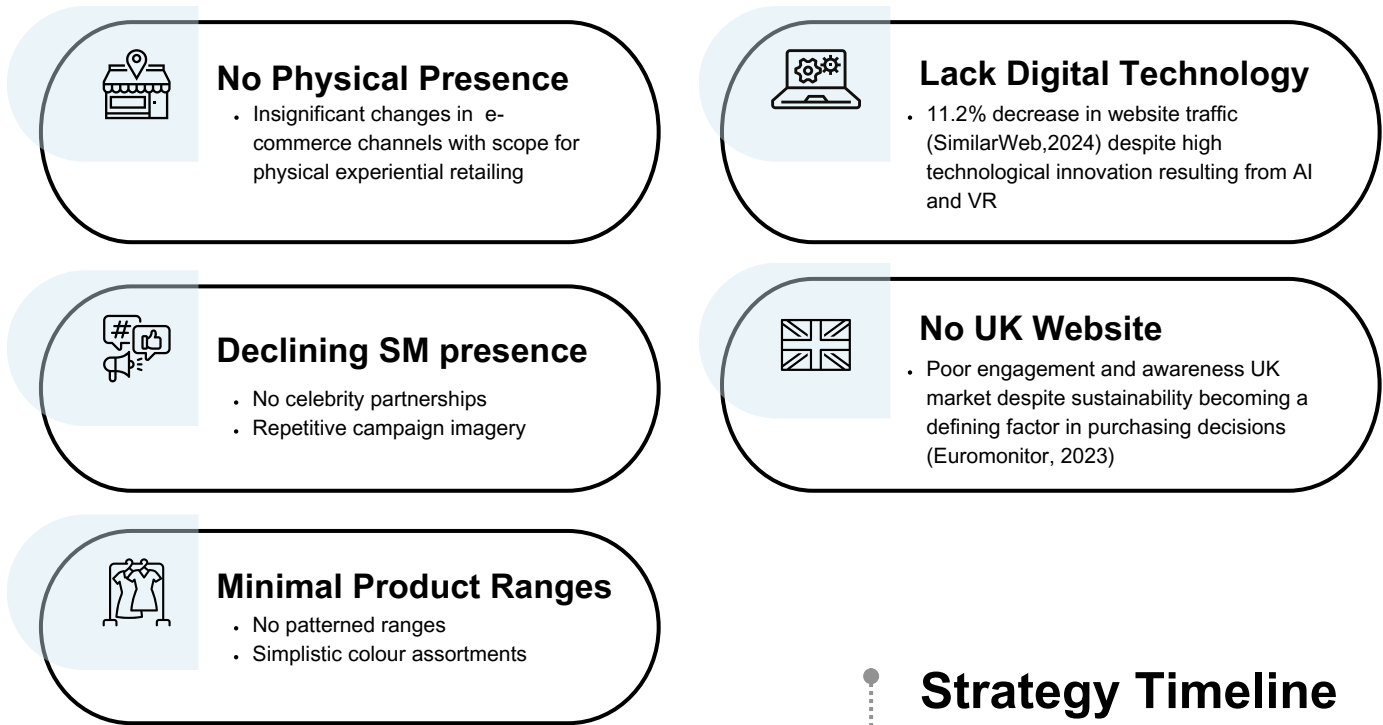 No Physical Presence
• Insignificant changes in  e-
commerce channels with scope for
physical experiential retailing
Lack Digital Technology
• 11.2% decrease in website traffic
(SimilarWeb,2024) despite high
technological innovation resulting from AI
and VR
#
Declining SM presence
• No celebrity partnerships
• Repetitive campaign imagery
No UK Website
• Poor engagement and awareness UK
market despite sustainability becoming a
defining factor in purchasing decisions
(Euromonitor, 2023)
Minimal Product Ranges
• No patterned ranges
• Simplistic colour assortments
Strategy Timeline